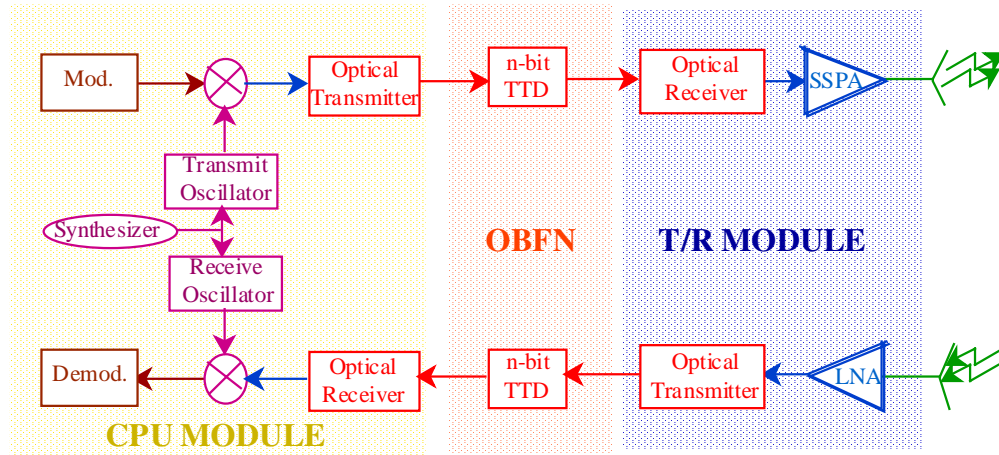 Mod.
Optical
Transmitter
n-bit
TTD
Optical
Receiver
SSPA
Transmit
Oscillator
Synthesizer
OBFN
T/R MODULE
Receive
Oscillator
Demod.
Optical
Receiver
n-bit
TTD
Optical
Transmitter
LNA
CPU MODULE